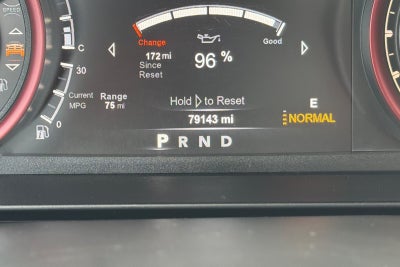 SPEED
Change
Good
C
172 mi
Since
Reset
96 %
30
Current
MPG
Range
75 mi
Hold ▷ to Reset
E
0
79143 mi
NORMAL
P R N D